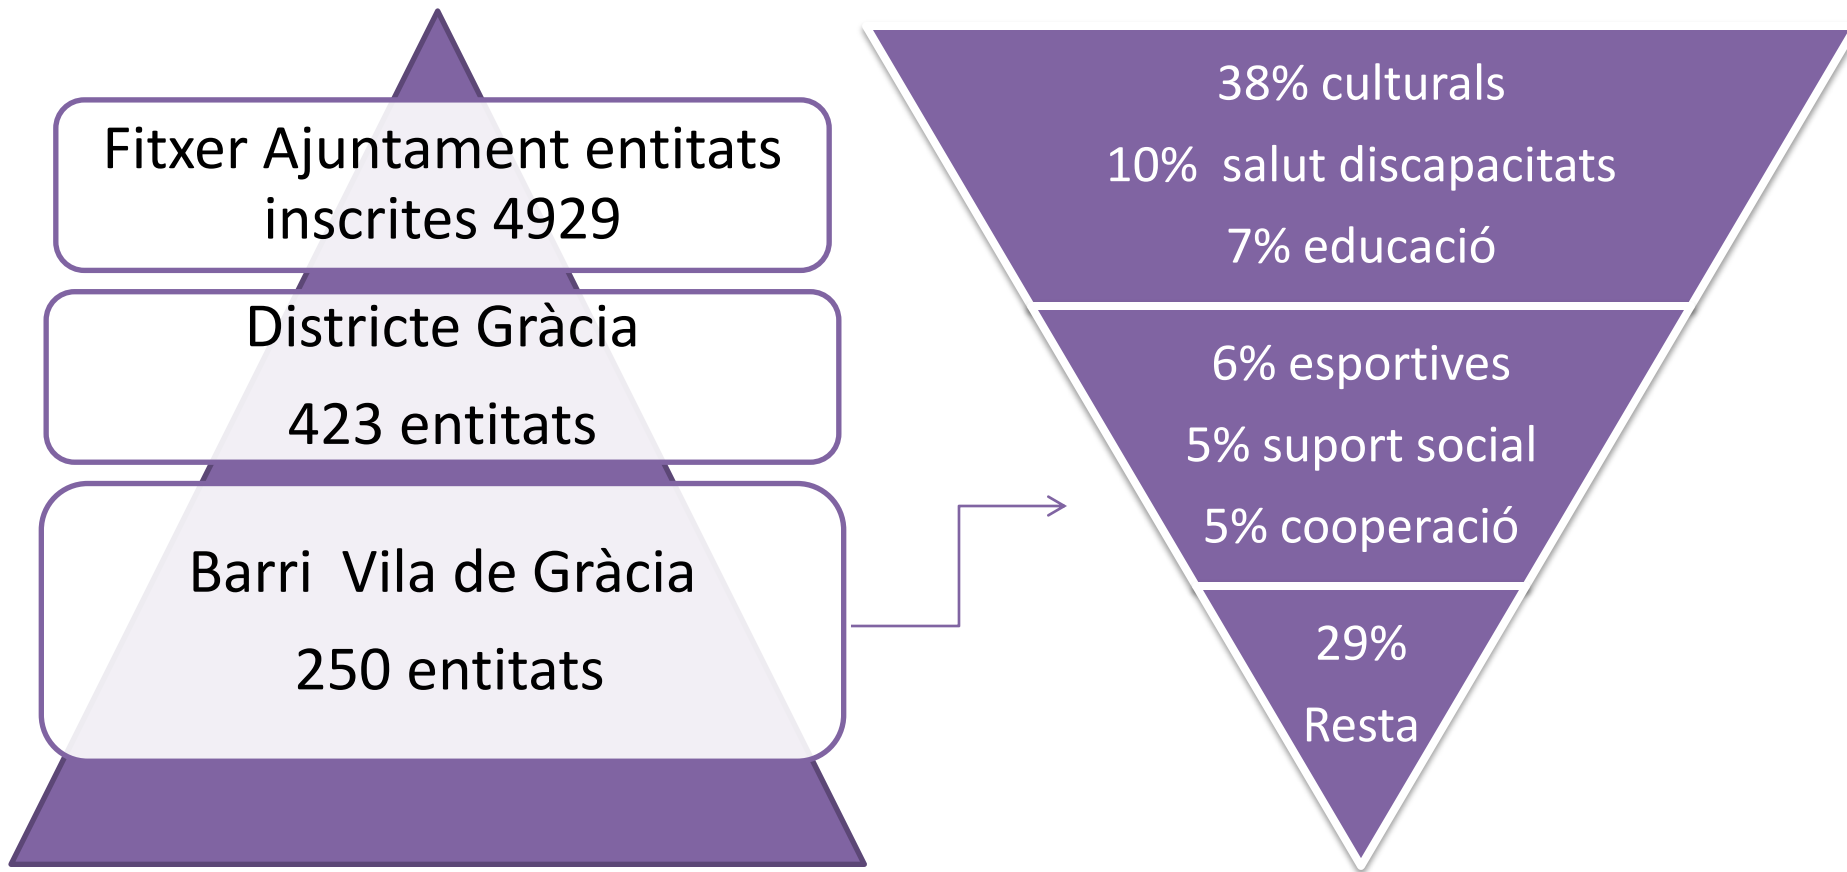 Fitxer Ajuntament entitats
inscrites 4929
Districte Gràcia
423 entitats
Barri Vila de Gràcia
250 entitats
38% culturals
10% salut discapacitats
7% educació
6% esportives
5% suport social
5% cooperació
29%
Resta